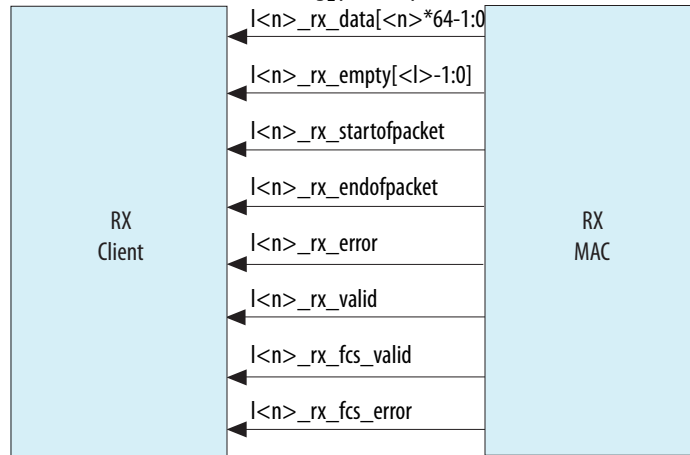 l<n>_rx_data[<n>*64-1:0
l<n>_rx_empty[<l>-1:0]
l<n>_rx_startofpacket
l<n>_rx_endofpacket
RX
Client
RX
MAC
l<n>_rx_error
l<n>_rx_valid
l<n>_rx_fcs_valid
l<n>_rx_fcs_error